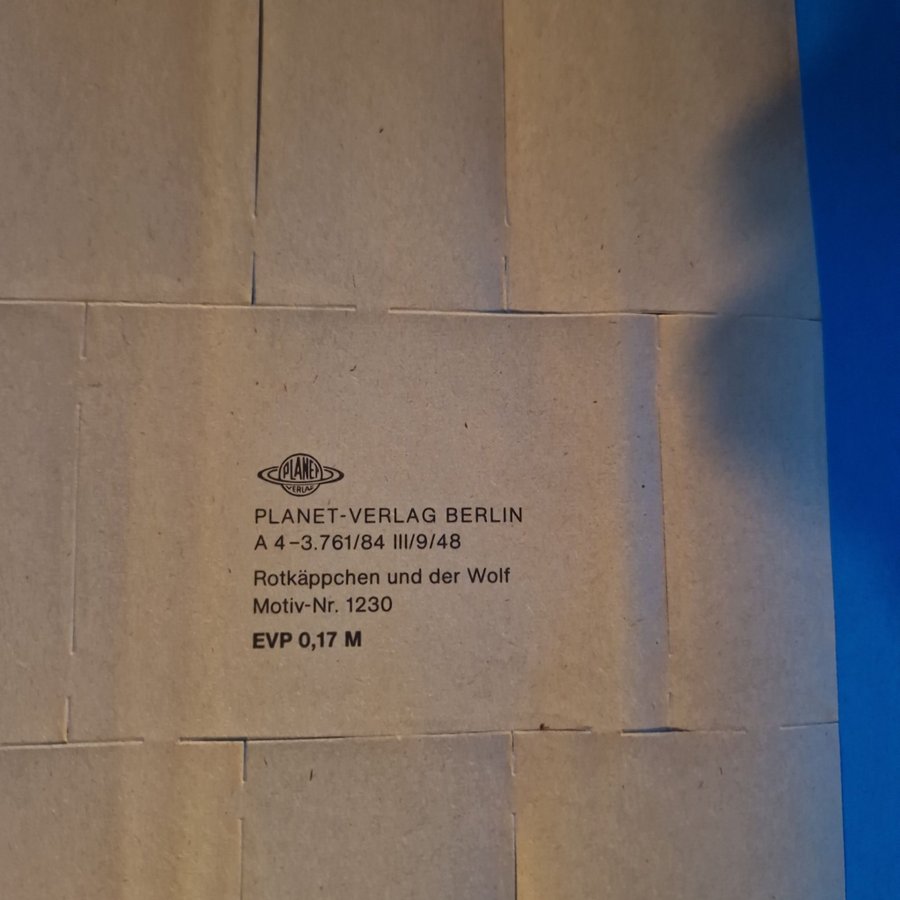 PLANET
VERLAG
PLANET-VERLAG BERLIN
A 4–3.761/84 III/9/48
Rotkäppchen und der Wolf
Motiv-Nr. 1230
EVP 0,17 M